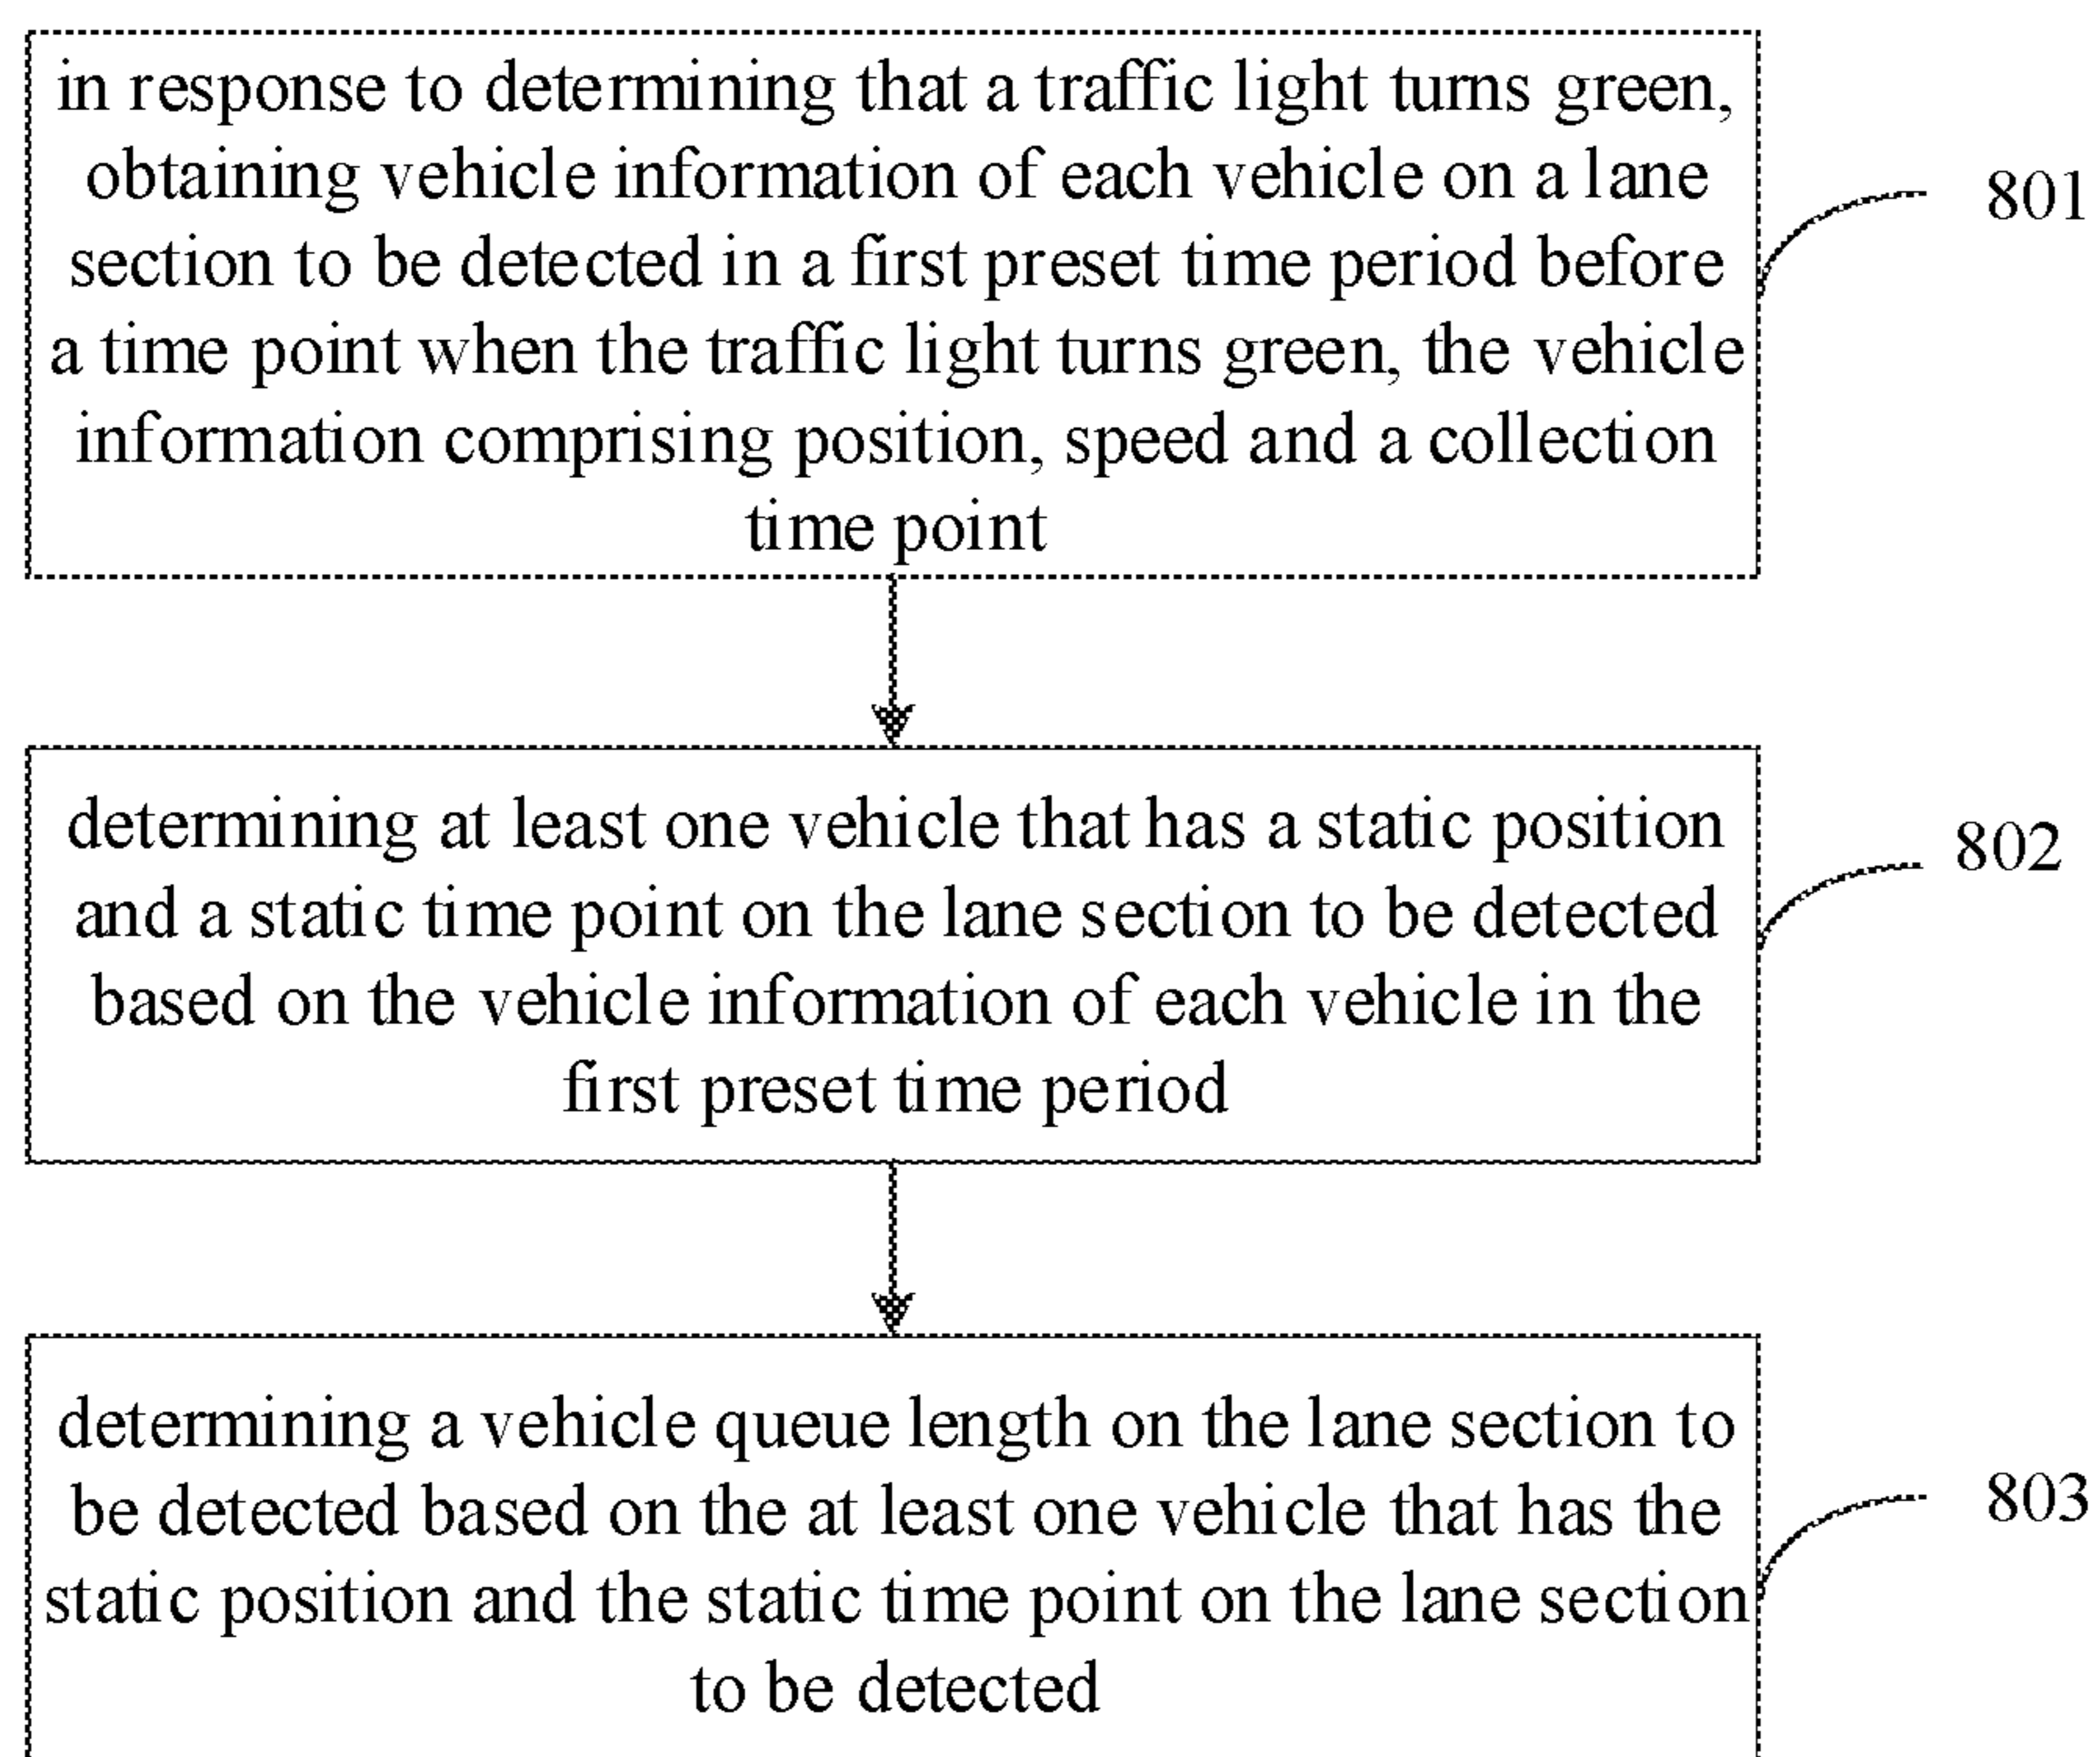 in response to determining that a traffic light turns green,
obtaining vehicle information of each vehicle on a lane
section to be detected in a first preset time period before
a time point when the traffic light turns green, the vehicle
information comprising position, speed and a collection
time point
801
determining at least one vehicle that has a static position
and a static time point on the lane section to be detected
based on the vehicle information of each vehicle in the
first preset time period
802
determining a vehicle queue length on the lane section to
be detected based on the at least one vehicle that has the
static position and the static time point on the lane section
to be detected
803